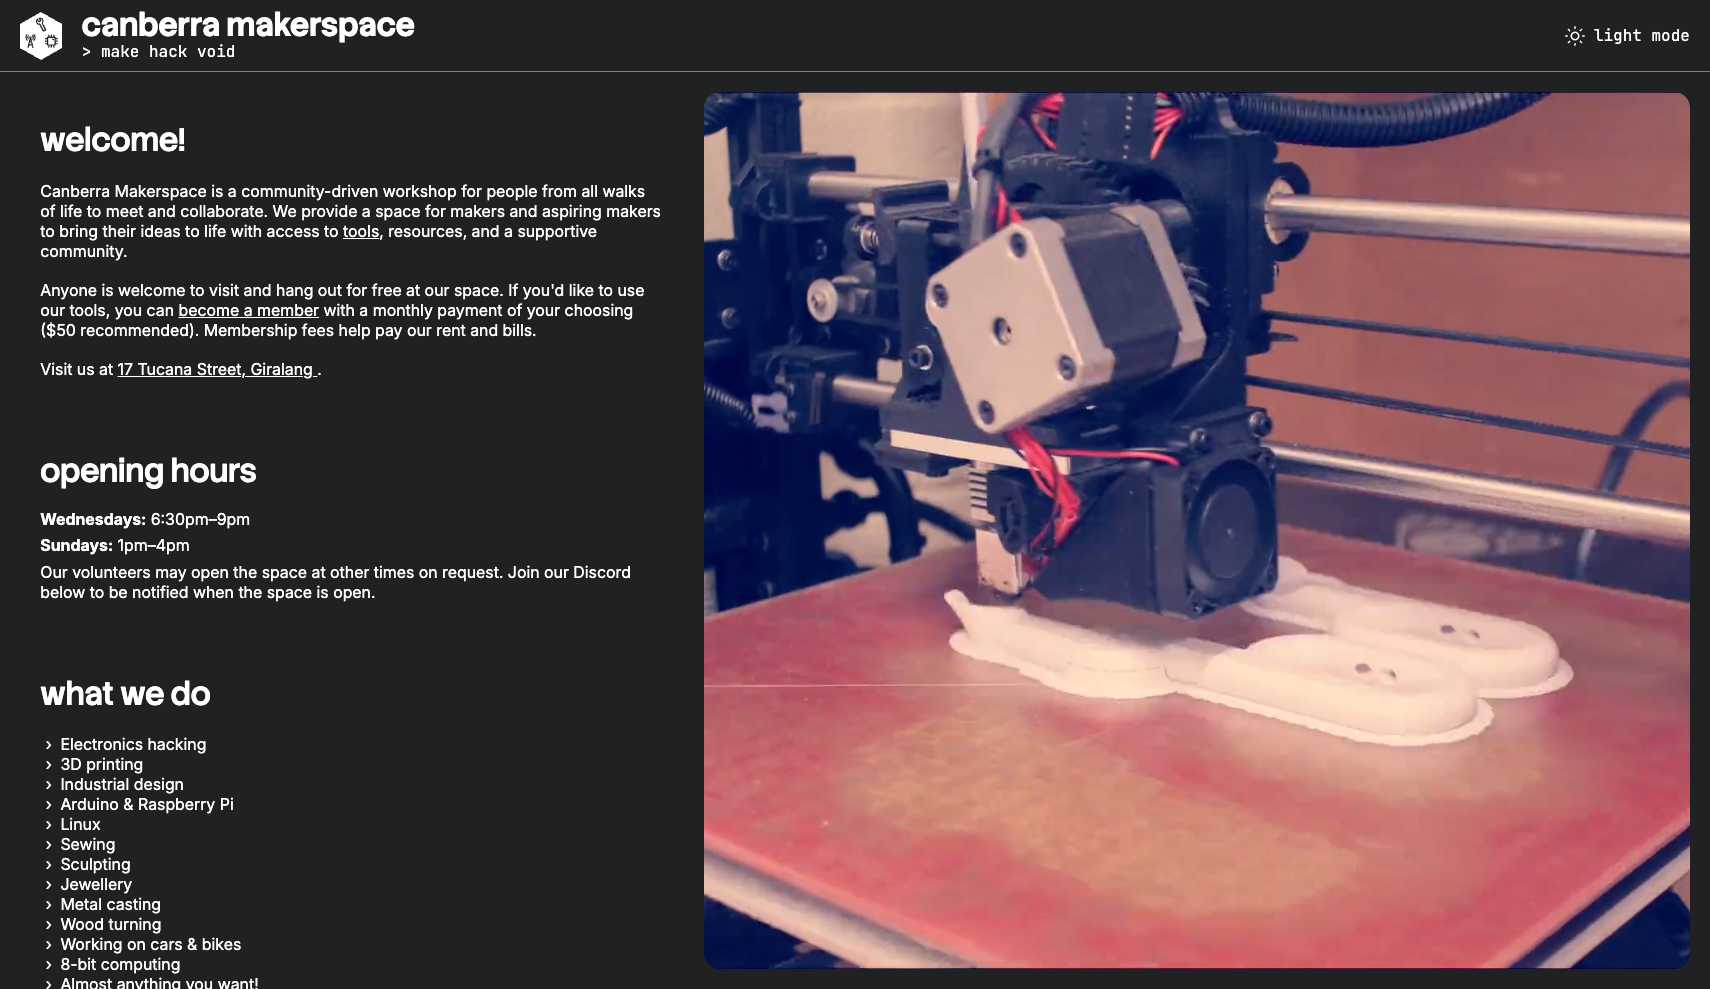 canberra makerspace
> make hack void
light mode
welcome!
Canberra Makerspace is a community-driven workshop for people from all walks
of life to meet and collaborate. We provide a space for makers and aspiring makers
to bring their ideas to life with access to tools, resources, and a supportive
community.
Anyone is welcome to visit and hang out for free at our space. If you'd like to use
our tools, you can become a member with a monthly payment of your choosing
($50 recommended). Membership fees help pay our rent and bills.
Visit us at 17 Tucana Street, Giralang .
opening hours
Wednesdays: 6:30pm–9pm
Sundays: 1pm–4pm
Our volunteers may open the space at other times on request. Join our Discord
below to be notified when the space is open.
what we do
› Electronics hacking
› 3D printing
› Industrial design
› Arduino & Raspberry Pi
› Linux
› Sewing
› Sculpting
› Jewellery
› Metal casting
› Wood turning
› Working on cars & bikes
› 8-bit computing
› Almost anything you want!